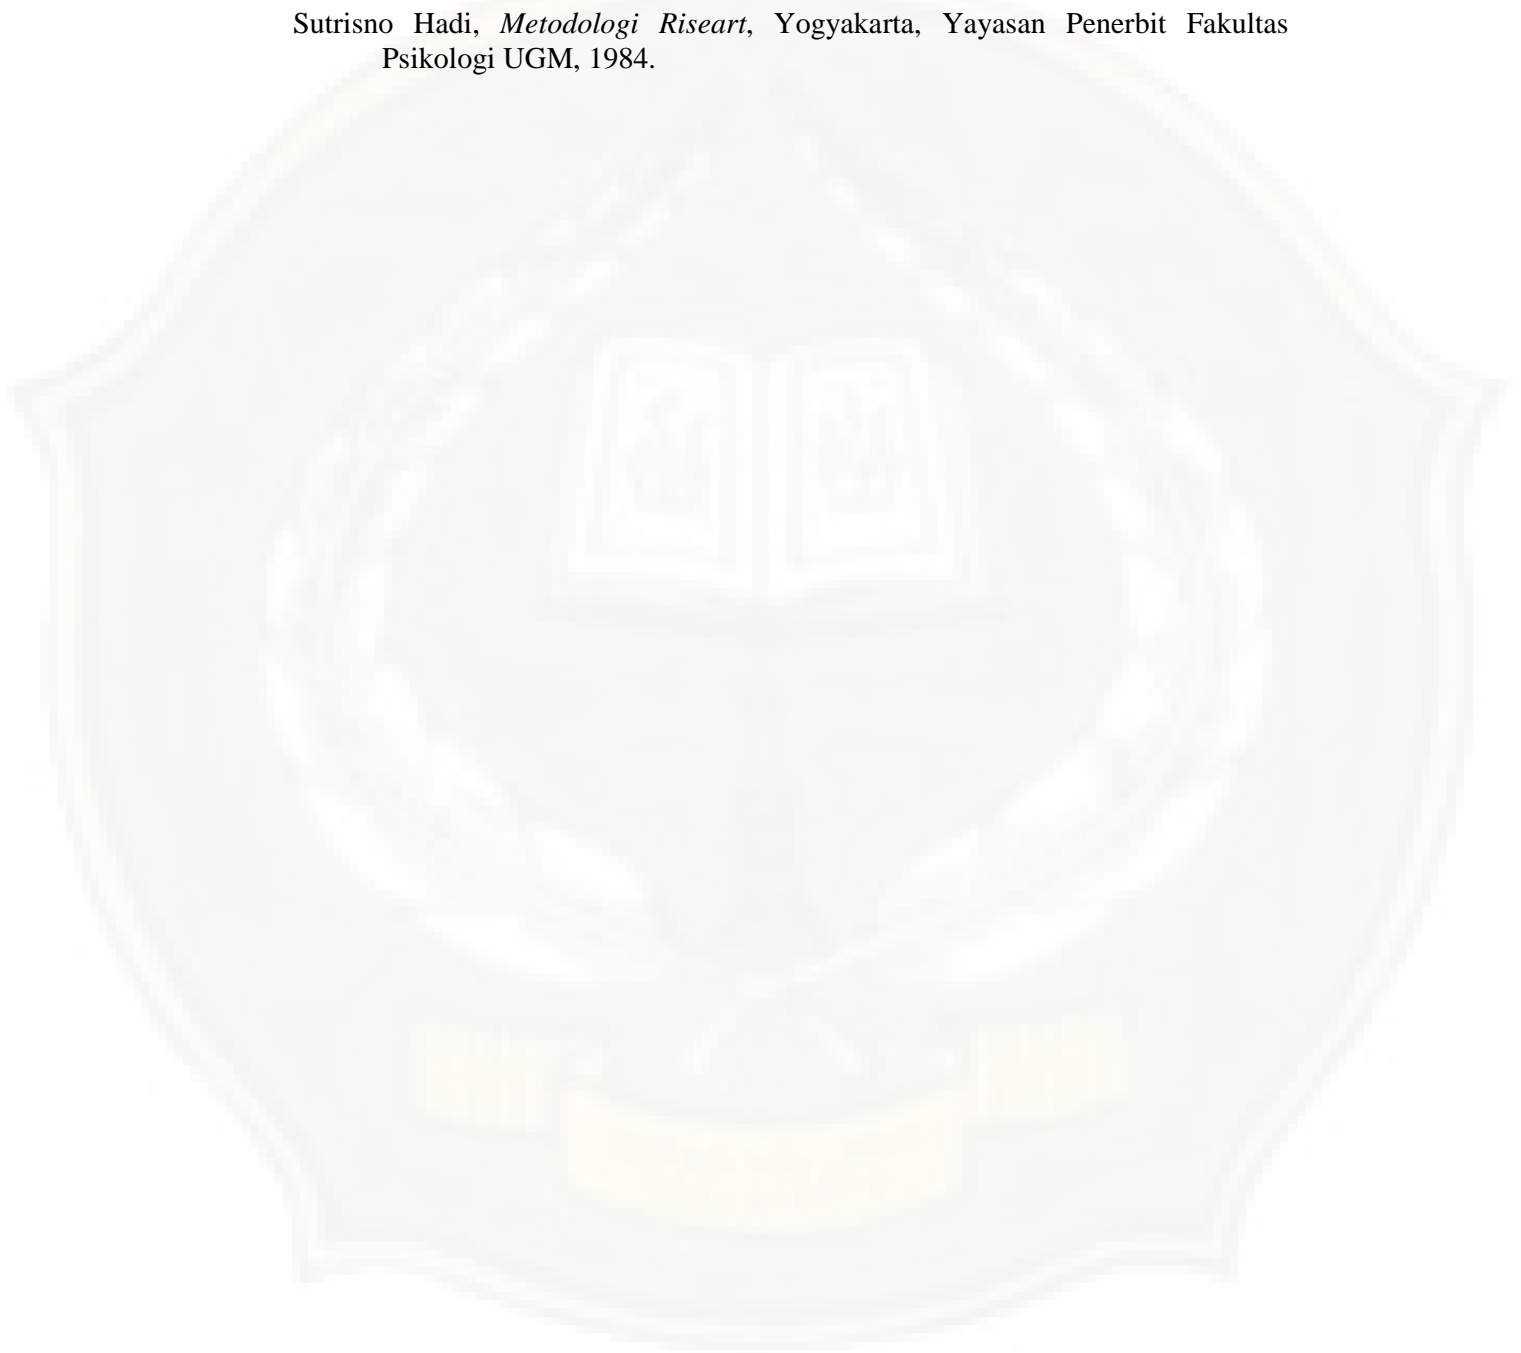 Sutrisno Hadi, Metodologi Riseart, Yogyakarta, Yayasan Penerbit Fakultas
Psikologi UGM, 1984.